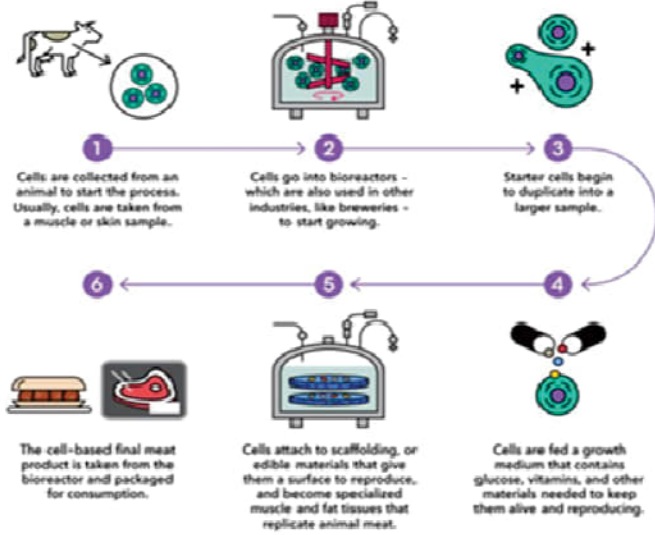 1
Cells are collected from an
animal to start the process.
Usually, cells are taken from
a muscle or skin sample.
2
Cells go into bioreactors –
which are also used in other
industries, like breweries –
to start growing.
3
Starter cells begin
to duplicate into a
larger sample.
4
Cells are fed a growth
medium that contains
glucose, vitamins, and other
materials needed to keep
them alive and reproducing.
5
Cells attach to scaffolding, or
edible materials that give
them a surface to reproduce,
and become specialized
muscle and fat tissues that
replicate animal meat.
6
The cell-based final meat
product is taken from the
bioreactor and packaged
for consumption.